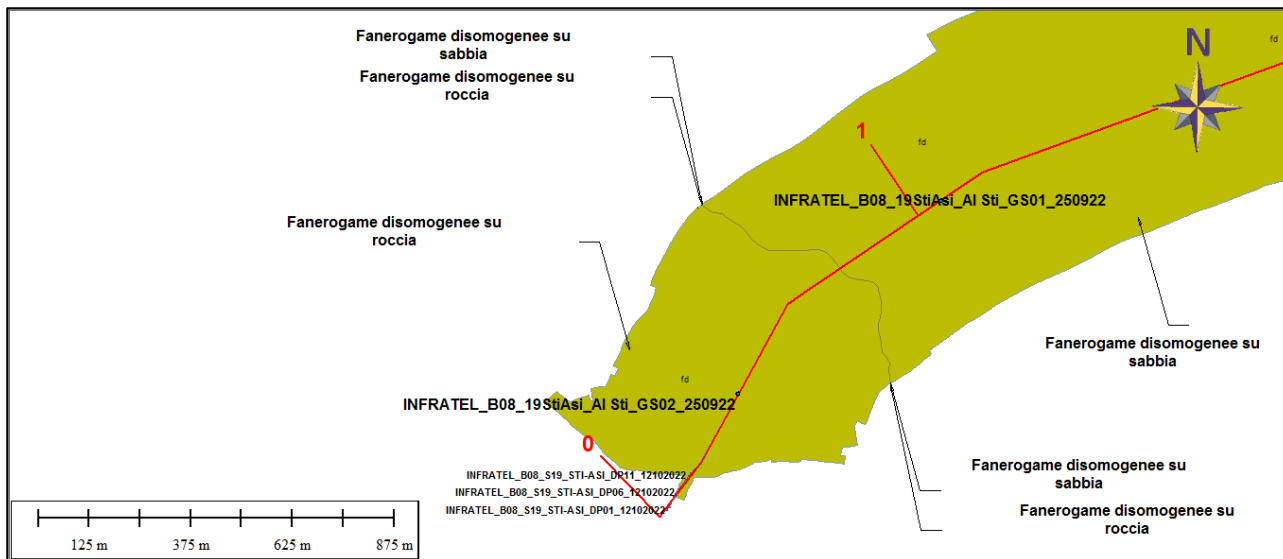 Fanerogame disomogenee su
sabbia
Fanerogame disomogenee su
roccia
fd
N
1
fd
INFRATEL_B08_19StiAsi_Al Sti_GS01_250922
Fanerogame disomogenee su
roccia
Fanerogame disomogenee su
sabbia
fd
INFRATEL_B08_19StiAsi_Al Sti_GS02_250922
0
INFRATEL_B08_S19_STI-ASI_DP11_12102022
INFRATEL_B08_S19_STI-ASI_DP06_12102022
INFRATEL_B08_S19_STI-ASI_DP01_12102022
Fanerogame disomogenee su
sabbia
Fanerogame disomogenee su
roccia
125 m 375 m 625 m 875 m